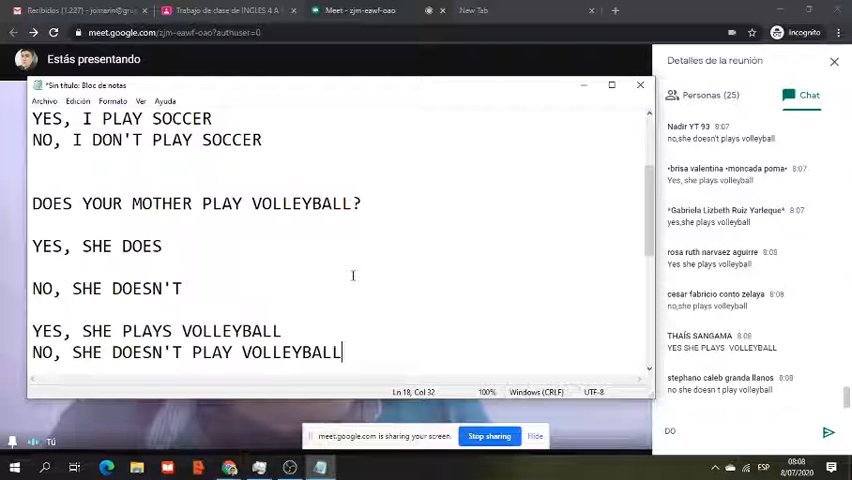 Recibidos (1.227) - jomarin@gru
Trabajo de clase de INGLES 4 A
Meet - zjm-eawf-oao
New Tab
meet.google.com/zjm-eawf-oao?authuser=0
Incognito
Estás presentando
*Sin título: Bloc de notas
Archivo Edición Formato Ver Ayuda
YES, I PLAY SOCCER
NO, I DON'T PLAY SOCCER
DOES YOUR MOTHER PLAY VOLLEYBALL?
YES, SHE DOES
NO, SHE DOESN'T
YES, SHE PLAYS VOLLEYBALL
NO, SHE DOESN'T PLAY VOLLEYBALL
Ln 18, Col 32 100% Windows (CRLF) UTF-8
Tú
meet.google.com is sharing your screen. Stop sharing Hide
Detalles de la reunión
Personas (25) Chat
Nadir YT 93 8:07
no,she doesn't plays volleyball
•brisa valentina •moncada poma• 8:07
Yes, she plays volleyball
*Gabriela Lizbeth Ruiz Yarleque* 8:07
yes,she plays volleyball
rosa ruth narvaez aguirre 8:08
Yes she plays volleyball
cesar fabricio conto zelaya 8:08
no,she plays volleyball
THAÍS SANGAMA 8:08
YES SHE PLAYS VOLLEYBALL
stephano caleb granda llanos 8:08
no she doesn t play volleyball
DO
ESP
08:08
8/07/2020